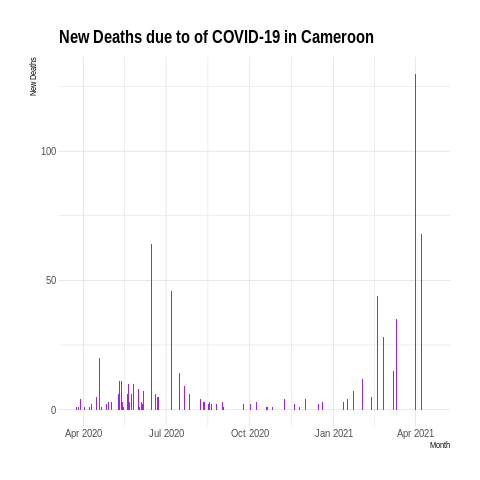 New Deaths due to of COVID-19 in Cameroon
New Deaths
100
50
0
Apr 2020 Jul 2020 Oct 2020 Jan 2021 Apr 2021
Month